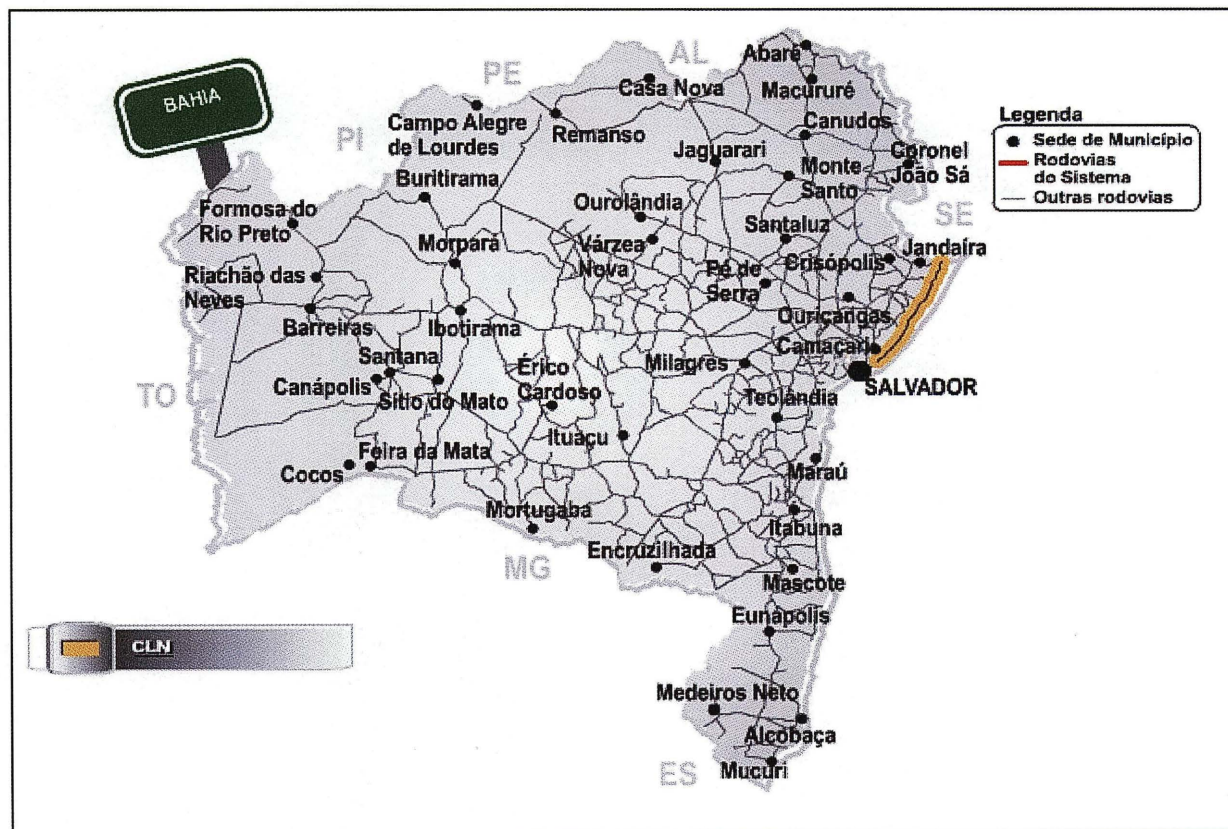 BAHIA
AL
PE
PI
Abaré
Casa Nova
Macururé
Campo Alegre
de Lourdes
Remanso
Canudos
Jaguarari
Coronel
João Sá
Monte
Santo
Buritirama
Formosa do
Rio Preto
Ourolândia
Santaluz
SE
Morpará
Várzea
Nova
Crisópolis
Jandaíra
Riachão das
Neves
Pé de
Serra
Barreiras
Ibotirama
Ouriçangas
Camaçari
Santana
Érico
Cardoso
Milagres
SALVADOR
TO
Canápolis
Sítio do Mato
Teolândia
Ituaçu
Cocos
Feira da Mata
Maraú
Mortugaba
Itabuna
MG
Encruzilhada
Mascote
Eunápolis
Medeiros Neto
Alcobaça
ES
Mucuri
Legenda
Sede de Município
Rodovias
do Sistema
Outras rodovias
CLN